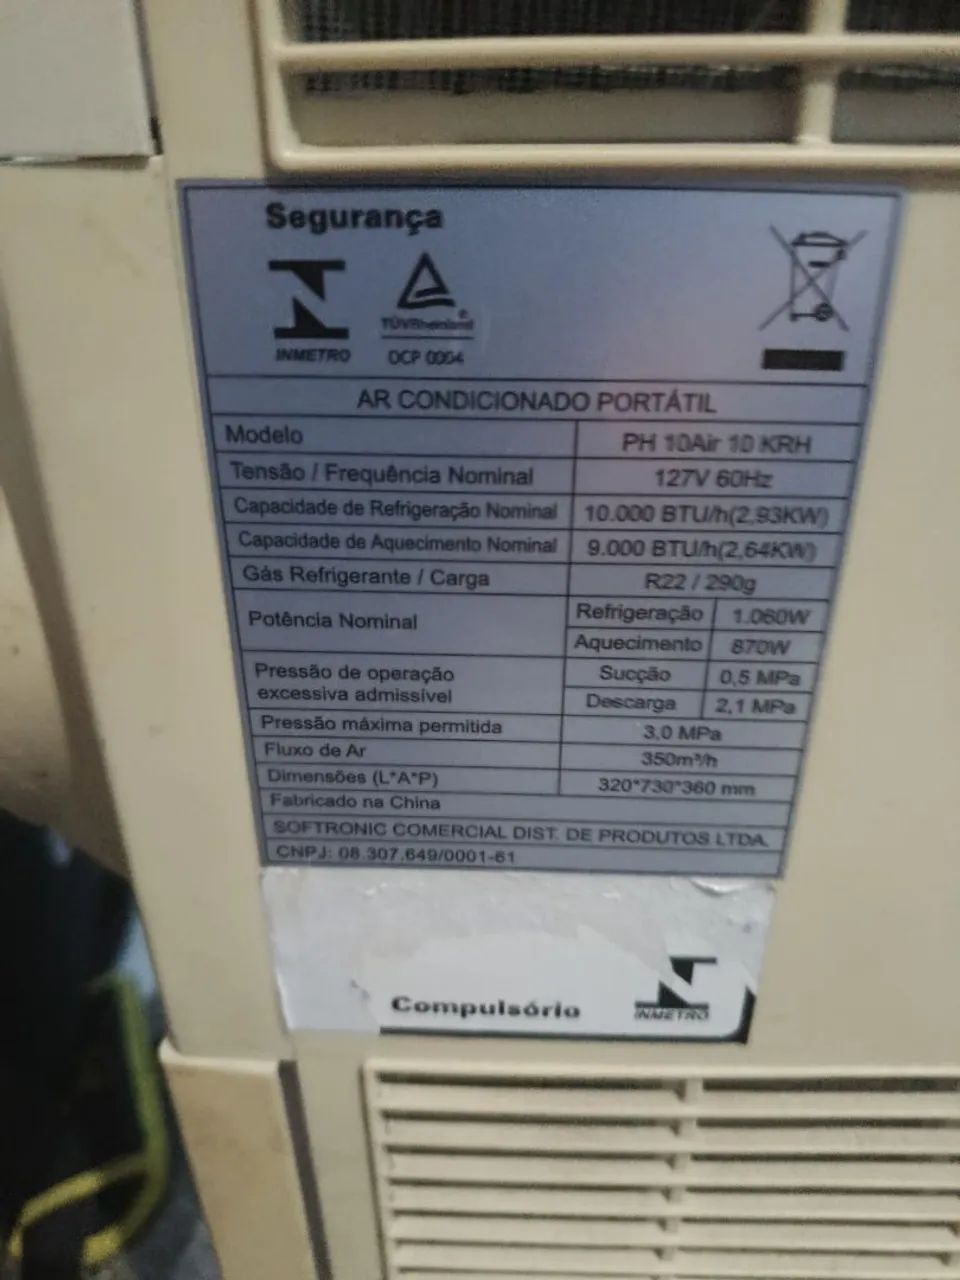 Segurança
INMETRO
TÜVRheinland ®
OCP 0004
AR CONDICIONADO PORTÁTIL
Modelo PH 10Air 10 KRH
Tensão / Frequência Nominal 127V 60Hz
Capacidade de Refrigeração Nominal 10.000 BTU/h(2,93KW)
Capacidade de Aquecimento Nominal 9.000 BTU/h(2,64KW)
Gás Refrigerante / Carga R22 / 290g
Potência Nominal Refrigeração 1.060W
Aquecimento 870W
Pressão de operação excessiva admissível Sucção 0,5 MPa
Descarga 2,1 MPa
Pressão máxima permitida 3,0 MPa
Fluxo de Ar 350m³/h
Dimensões (L*A*P) 320*730*360 mm
Fabricado na China
SOFTRONIC COMERCIAL DIST. DE PRODUTOS LTDA.
CNPJ: 08.307.649/0001-61
Compulsório
INMETRO